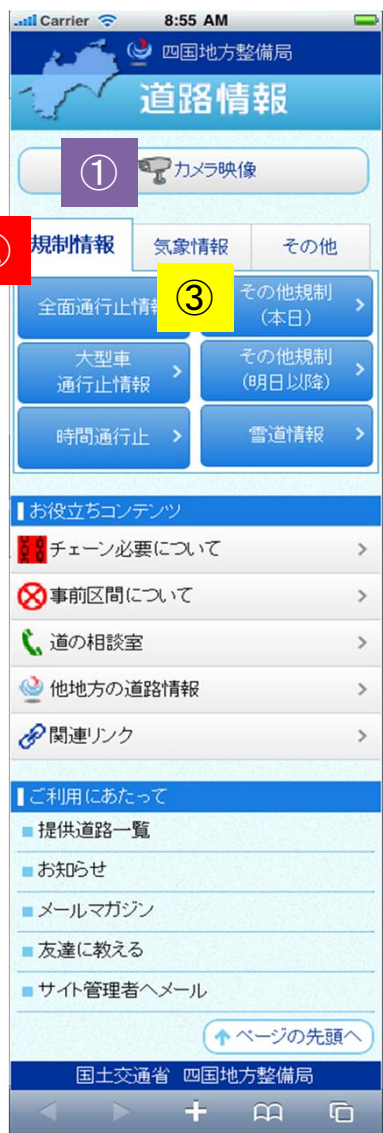 Carrier 8:55 AM
四国地方整備局
道路情報
①
カメラ映像
規制情報 気象情報 その他
③
全面通行止情
その他規制
(本日)
大型車
通行止情報
その他規制
(明日以降)
時間通行止
雪道情報
お役立ちコンテンツ
チェーン必要について
事前区間について
道の相談室
他地方の道路情報
関連リンク
ご利用にあたって
提供道路一覧
お知らせ
メールマガジン
友達に教える
サイト管理者へメール
ページの先頭へ
国土交通省 四国地方整備局